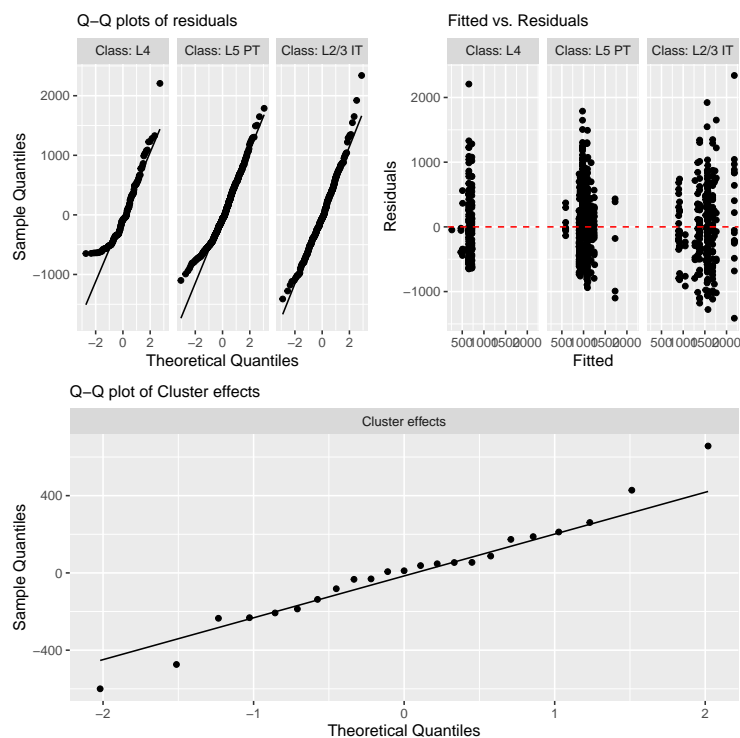 Q−Q plots of residuals
Class: L4 Class: L5 PT Class: L2/3 IT
Sample Quantiles
2000
1000
0
−1000
−2 0 2 −2 0 2 −2 0 2
Theoretical Quantiles
Fitted vs. Residuals
Class: L4 Class: L5 PT Class: L2/3 IT
Residuals
2000
1000
0
−1000
500 1000 1500 2000 500 1000 1500 2000 500 1000 1500 2000
Fitted
Q−Q plot of Cluster effects
Cluster effects
Sample Quantiles
400
0
−400
−2 −1 0 1 2
Theoretical Quantiles